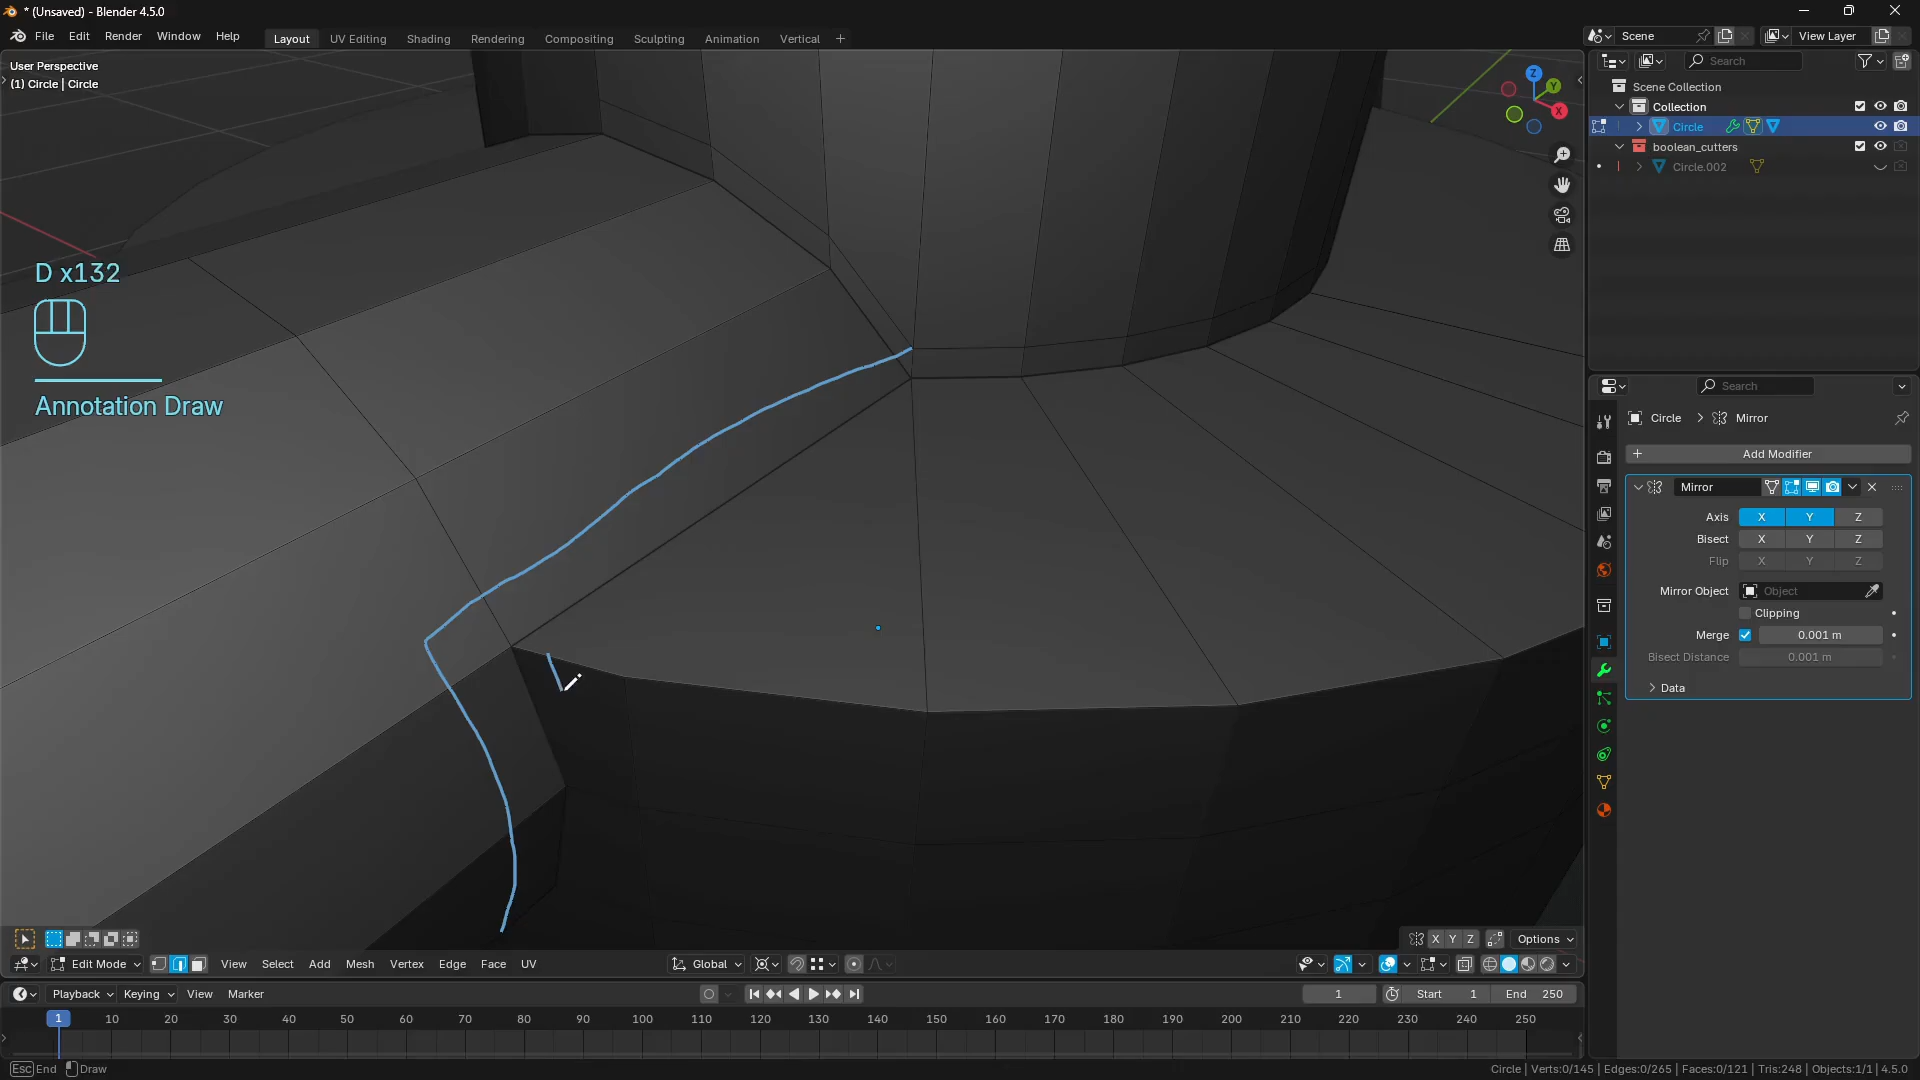 * (Unsaved) - Blender 4.5.0
File Edit Render Window Help Layout UV Editing Shading Rendering Compositing Sculpting Animation Vertical +
Scene View Layer
User Perspective
(1) Circle | Circle
Z
Y
X
Search
Scene Collection
Collection
Circle
boolean_cutters
Circle.002
D x132
Annotation Draw
Search
Circle > Mirror
+ Add Modifier
Mirror
Axis X Y Z
Bisect X Y Z
Flip X Y Z
Mirror Object Object
Clipping
Merge 0.001 m
Bisect Distance 0.001 m
Data
X Y Z Options
Edit Mode View Select Add Mesh Vertex Edge Face UV Global
Playback Keying View Marker 1 Start 1 End 250
1 10 20 30 40 50 60 70 80 90 100 110 120 130 140 150 160 170 180 190 200 210 220 230 240 250
Esc End Draw
Circle | Verts:0/145 | Edges:0/265 | Faces:0/121 | Tris:248 | Objects:1/1 | 4.5.0